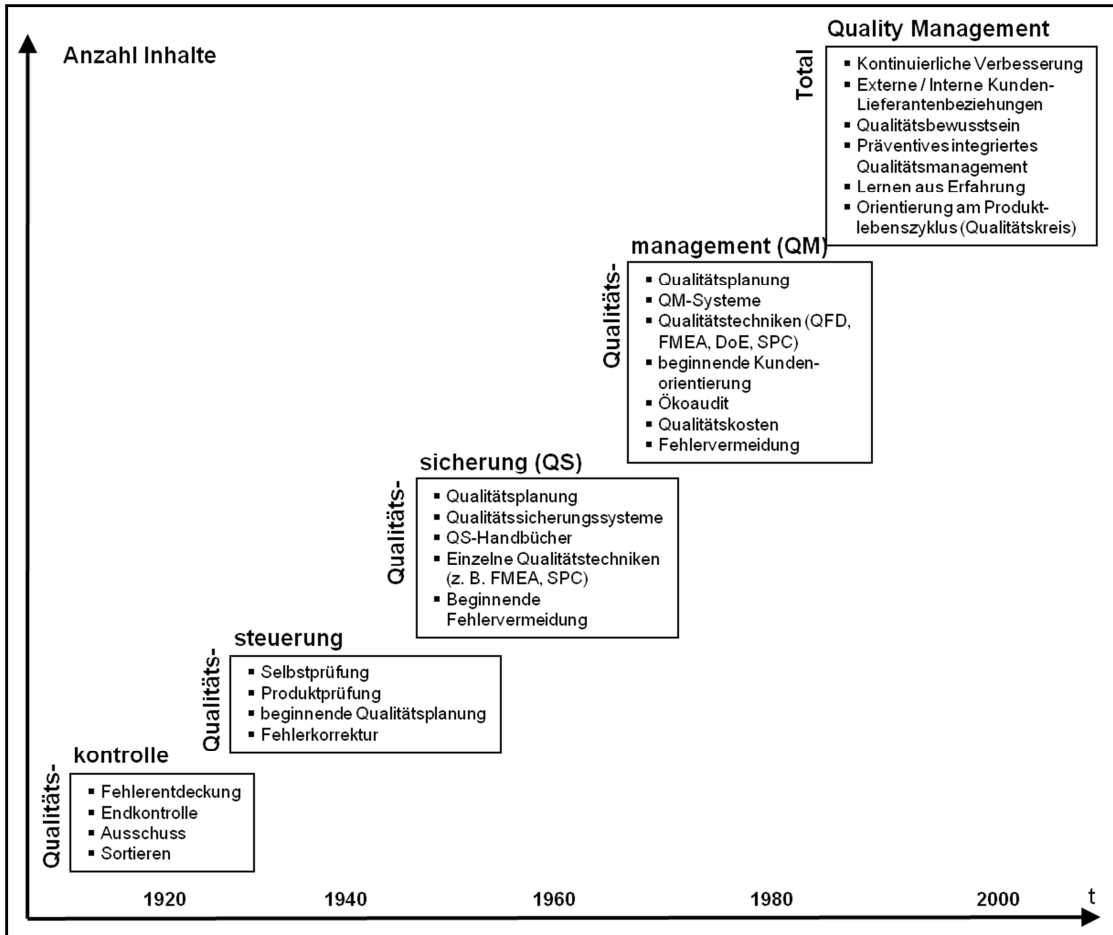 Anzahl Inhalte
Total
Quality Management
▪ Kontinuierliche Verbesserung
▪ Externe / Interne Kunden-
Lieferantenbeziehungen
▪ Qualitätsbewusstsein
▪ Präventives integriertes
Qualitätsmanagement
▪ Lernen aus Erfahrung
▪ Orientierung am Produkt-
lebenszyklus (Qualitätskreis)
Qualitäts-
management (QM)
▪ Qualitätsplanung
▪ QM-Systeme
▪ Qualitätstechniken (QFD,
FMEA, DoE, SPC)
▪ beginnende Kunden-
orientierung
▪ Ökoaudit
▪ Qualitätskosten
▪ Fehlervermeidung
Qualitäts-
sicherung (QS)
▪ Qualitätsplanung
▪ Qualitätssicherungssysteme
▪ QS-Handbücher
▪ Einzelne Qualitätstechniken
(z. B. FMEA, SPC)
▪ Beginnende
Fehlervermeidung
Qualitäts-
steuerung
▪ Selbstprüfung
▪ Produktprüfung
▪ beginnende Qualitätsplanung
▪ Fehlerkorrektur
Qualitäts-
kontrolle
▪ Fehlerentdeckung
▪ Endkontrolle
▪ Ausschuss
▪ Sortieren
1920 1940 1960 1980 2000 t